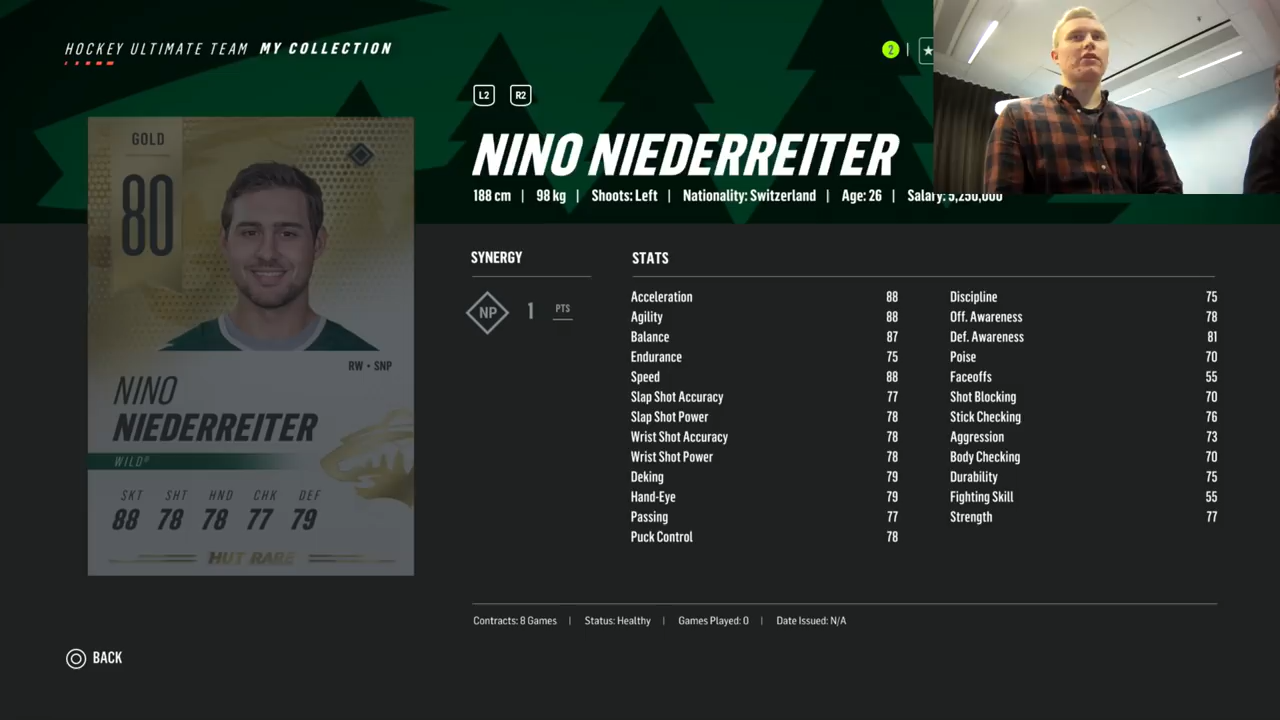 HOCKEY ULTIMATE TEAM MY COLLECTION
2
L2 R2
NINO NIEDERREITER
188 cm | 98 kg | Shoots: Left | Nationality: Switzerland | Age: 26 | Salary: 5,250,000
GOLD
80
RW • SNP
NINO
NIEDERREITER
WILD®
SKT SHT HND CHK DEF
88 78 78 77 79
HUT RARE
SYNERGY
NP 1 PTS
STATS
Acceleration 88
Agility 88
Balance 87
Endurance 75
Speed 88
Slap Shot Accuracy 77
Slap Shot Power 78
Wrist Shot Accuracy 78
Wrist Shot Power 78
Deking 79
Hand-Eye 79
Passing 77
Puck Control 78
Discipline 75
Off. Awareness 78
Def. Awareness 81
Poise 70
Faceoffs 55
Shot Blocking 70
Stick Checking 76
Aggression 73
Body Checking 70
Durability 75
Fighting Skill 55
Strength 77
Contracts: 8 Games | Status: Healthy | Games Played: 0 | Date Issued: N/A
BACK